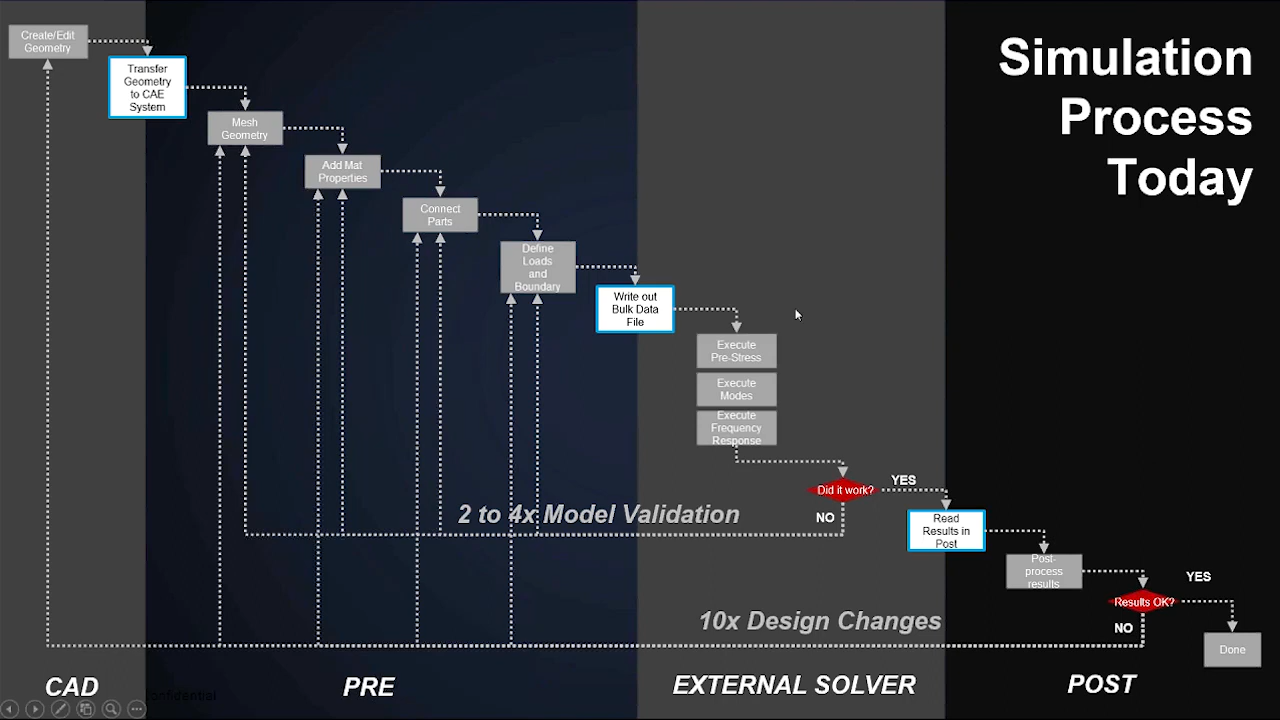 Simulation
Process
Today
Create/Edit
Geometry
Transfer
Geometry
to CAE
System
Mesh
Geometry
Add Mat
Properties
Connect
Parts
Define
Loads
and
Boundary
Write out
Bulk Data
File
Execute
Pre-Stress
Execute
Modes
Execute
Frequency
Response
Did it work?
YES
NO
2 to 4x Model Validation
Read
Results in
Post
Post-
process
results
Results OK?
YES
NO
10x Design Changes
Done
CAD
PRE
EXTERNAL SOLVER
POST
onfidential